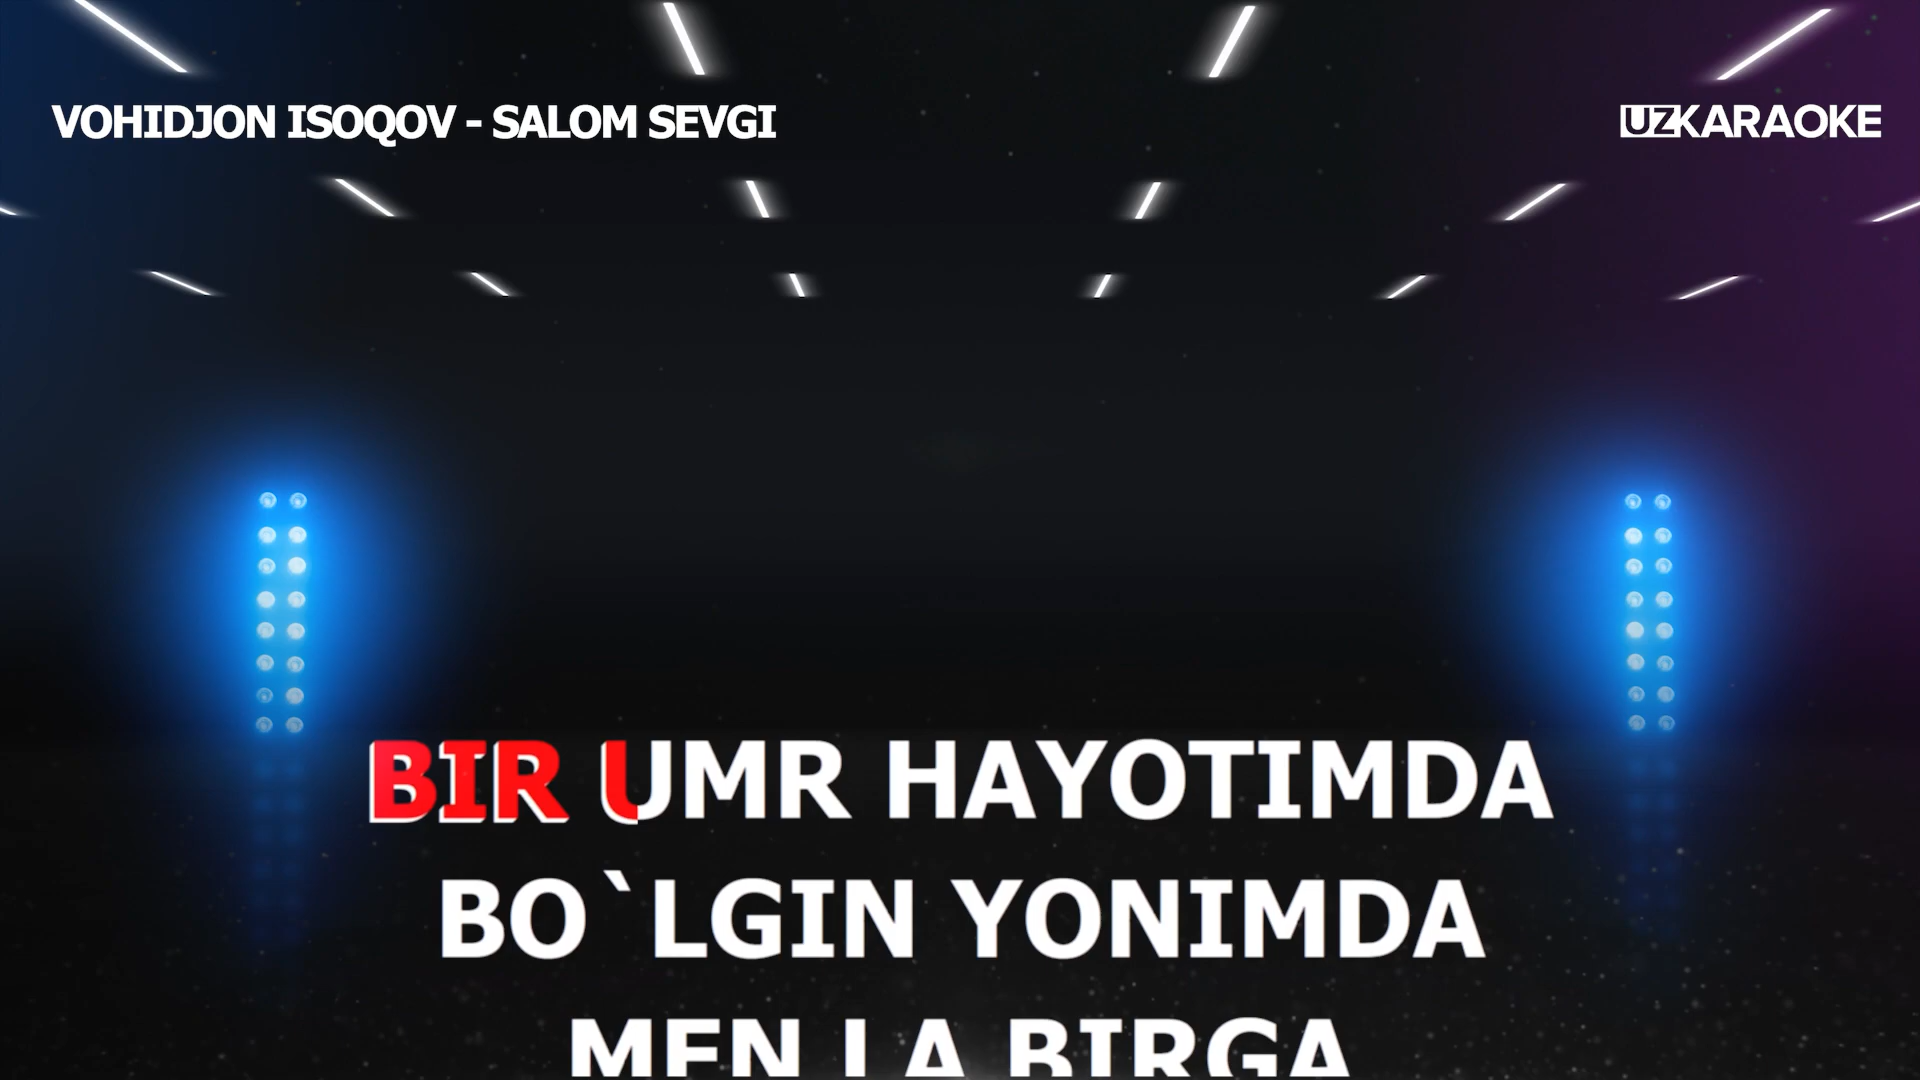 VOHIDJON ISOQOV - SALOM SEVGI
UZKARAOKE
BIR UMR HAYOTIMDA
BO`LGIN YONIMDA
MEN LA BIRGA